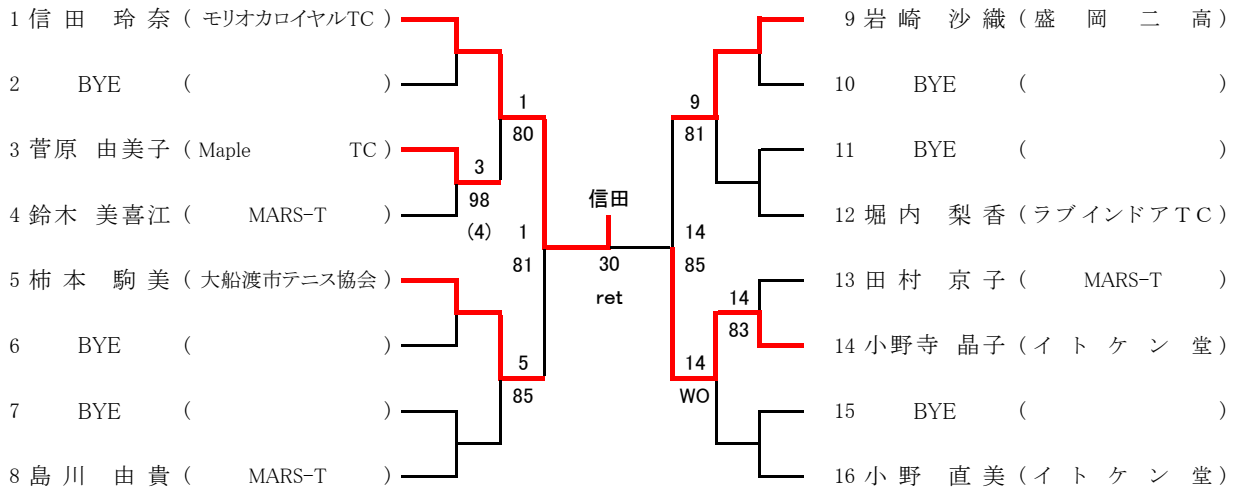 1 信田 玲奈 ( モリオカロイヤルTC )
2 BYE ( )
3 菅原 由美子 ( Maple TC )
4 鈴木 美喜江 ( MARS-T )
5 柿本 駒美 ( 大船渡市テニス協会 )
6 BYE ( )
7 BYE ( )
8 島川 由貴 ( MARS-T )
1
80
3
98
(4)
1
81
5
85
信田
30
ret
9
81
14
85
14
83
14
WO
9 岩崎 沙織 ( 盛岡二高 )
10 BYE ( )
11 BYE ( )
12 堀内 梨香 ( ラブインドアTC )
13 田村 京子 ( MARS-T )
14 小野寺 晶子 ( イトケン堂 )
15 BYE ( )
16 小野 直美 ( イトケン堂 )